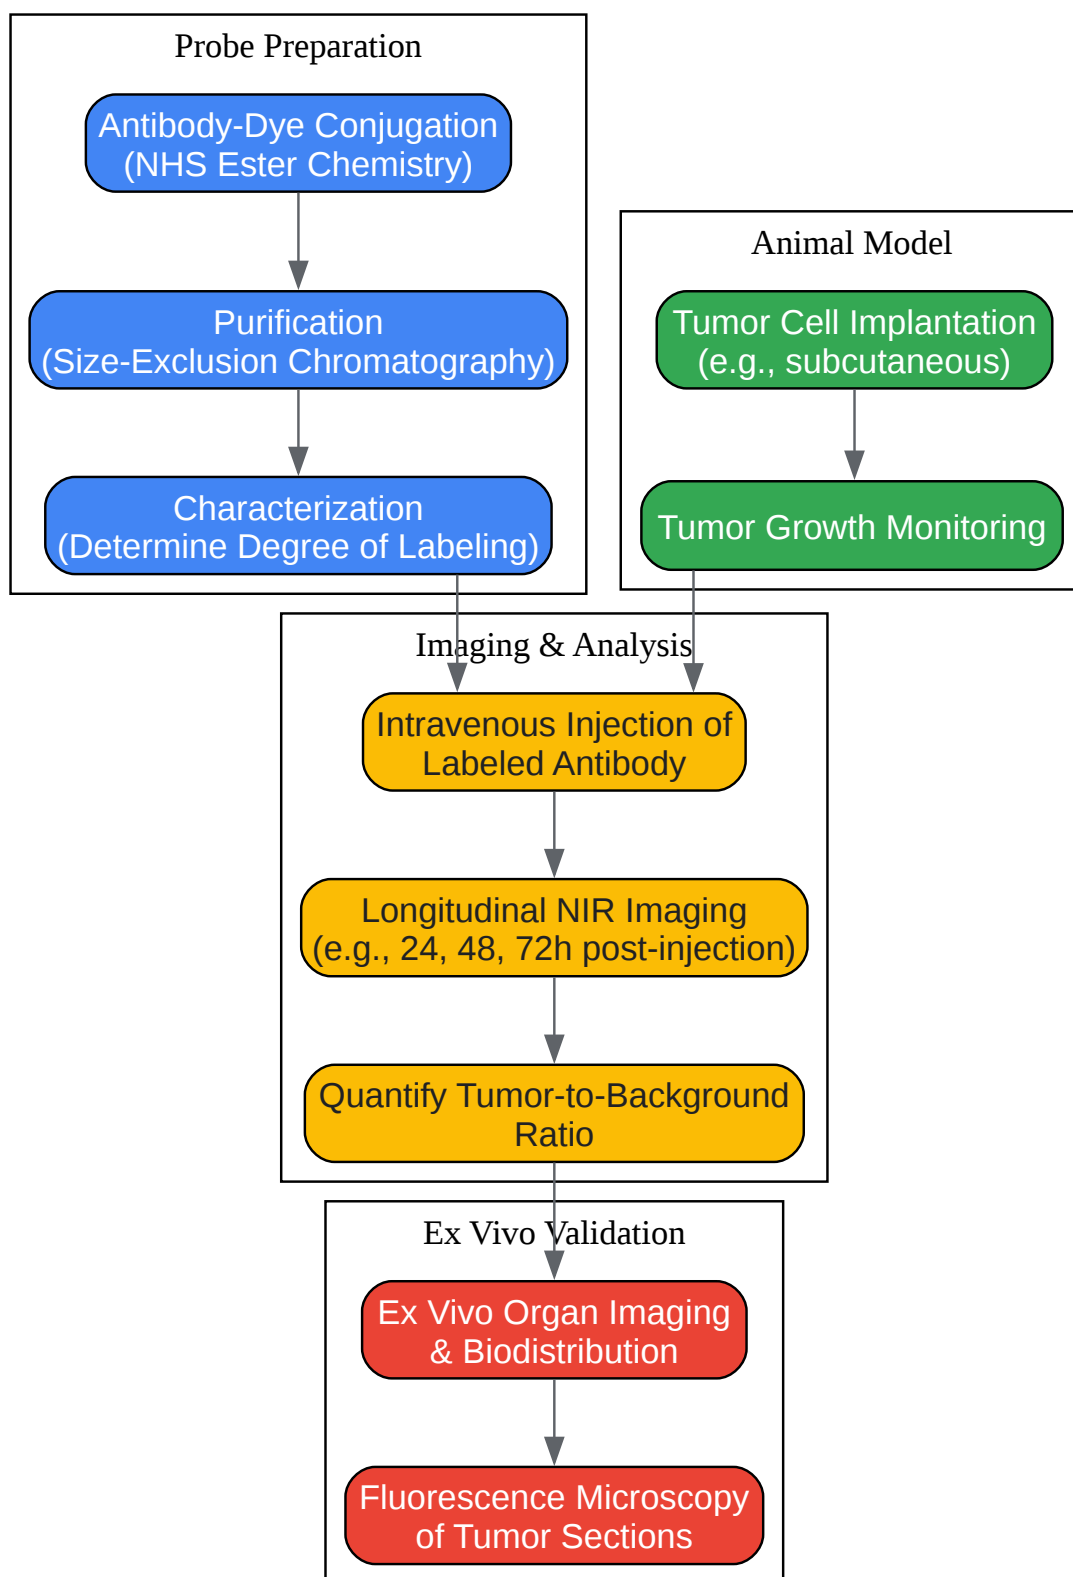 Probe Preparation
Antibody-Dye Conjugation
(NHS Ester Chemistry)
Purification
(Size-Exclusion Chromatography)
Characterization
(Determine Degree of Labeling)
Animal Model
Tumor Cell Implantation
(e.g., subcutaneous)
Tumor Growth Monitoring
Imaging & Analysis
Intravenous Injection of
Labeled Antibody
Longitudinal NIR Imaging
(e.g., 24, 48, 72h post-injection)
Quantify Tumor-to-Background
Ratio
Ex Vivo Validation
Ex Vivo Organ Imaging
& Biodistribution
Fluorescence Microscopy
of Tumor Sections